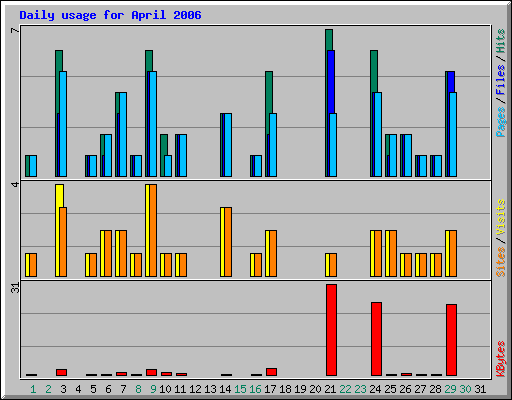 Daily usage for April 2006
7
Pages / Files / Hits
4
Sites / Visits
31
KBytes
1 2 3 4 5 6 7 8 9 10 11 12 13 14 15 16 17 18 19 20 21 22 23 24 25 26 27 28 29 30 31